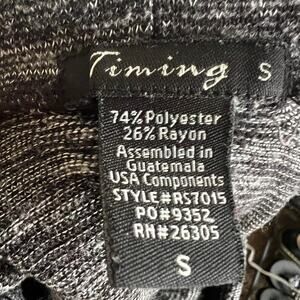 Timing S
74% Polyester
26% Rayon
Assembled in
Guatemala
USA Components
STYLE#RS7015
PO#9352
RN#26305
S